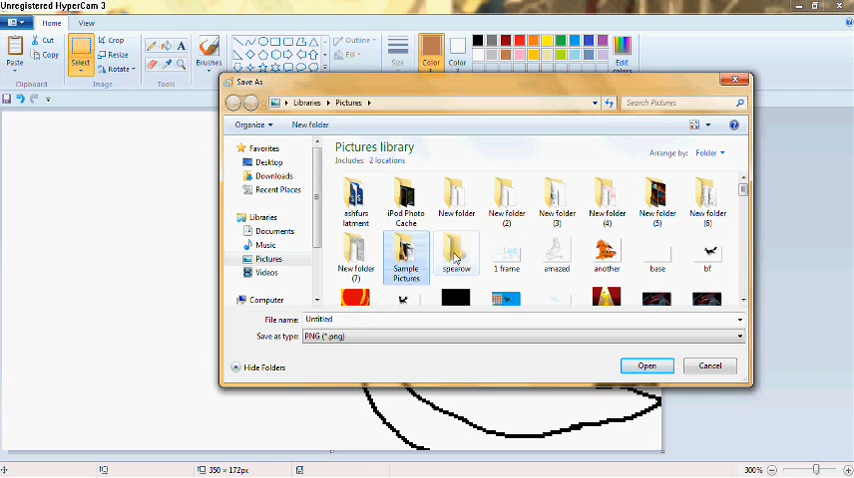 Unregistered HyperCam 3
Home View
Paste
Cut
Copy
Clipboard
Select
Crop
Resize
Rotate
Image
A
Tools
Brushes
Outline
Fill
Size
Color
Color
Edit
Save As
Libraries Pictures
Search Pictures
Organize New folder
Favorites
Desktop
Downloads
Recent Places
Libraries
Documents
Music
Pictures
Videos
Computer
Pictures library
Includes: 2 locations
Arrange by: Folder
ashfurs
latment
iPod Photo
Cache
New folder
New folder
(2)
New folder
(3)
New folder
(4)
New folder
(5)
New folder
(6)
New folder
(7)
Sample
Pictures
spearow
1 frame
amazed
another
base
bf
File name: Untitled
Save as type: PNG (*.png)
Hide Folders
Open
Cancel
350 × 172px
300%